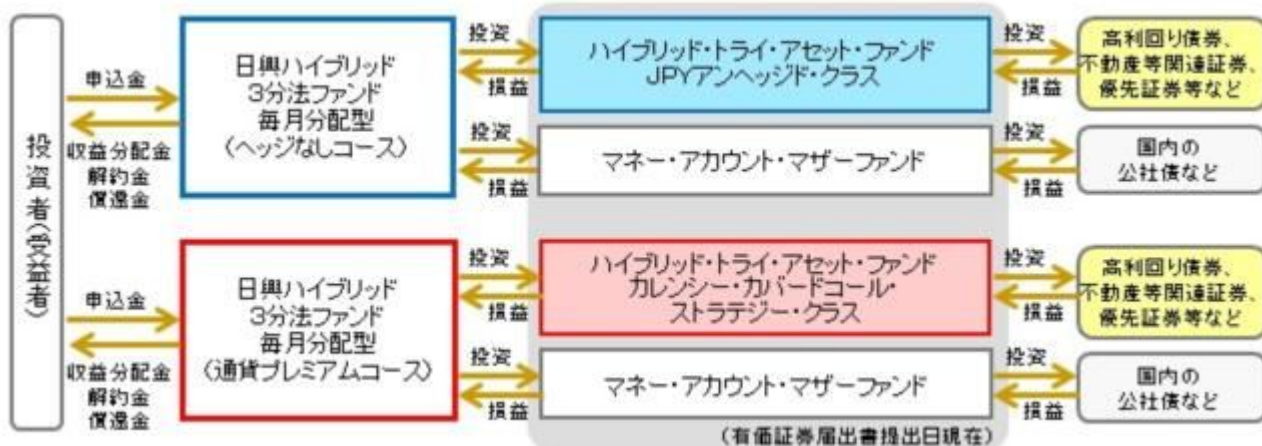 投資者(受益者)
申込金
収益分配金
解約金
償還金
日興ハイブリッド
3分法ファンド
毎月分配型
(ヘッジなしコース)
投資
損益
ハイブリッド・トライ・アセット・ファンド
JPYアンヘッジド・クラス
投資
損益
高利回り債券、
不動産等関連証券、
優先証券等など
投資
損益
マネー・アカウント・マザーファンド
投資
損益
国内の
公社債など
申込金
収益分配金
解約金
償還金
日興ハイブリッド
3分法ファンド
毎月分配型
(通貨プレミアムコース)
投資
損益
ハイブリッド・トライ・アセット・ファンド
カレンシー・カバードコール・
ストラテジー・クラス
投資
損益
高利回り債券、
不動産等関連証券、
優先証券等など
投資
損益
マネー・アカウント・マザーファンド
投資
損益
国内の
公社債など
(有価証券届出書提出日現在)